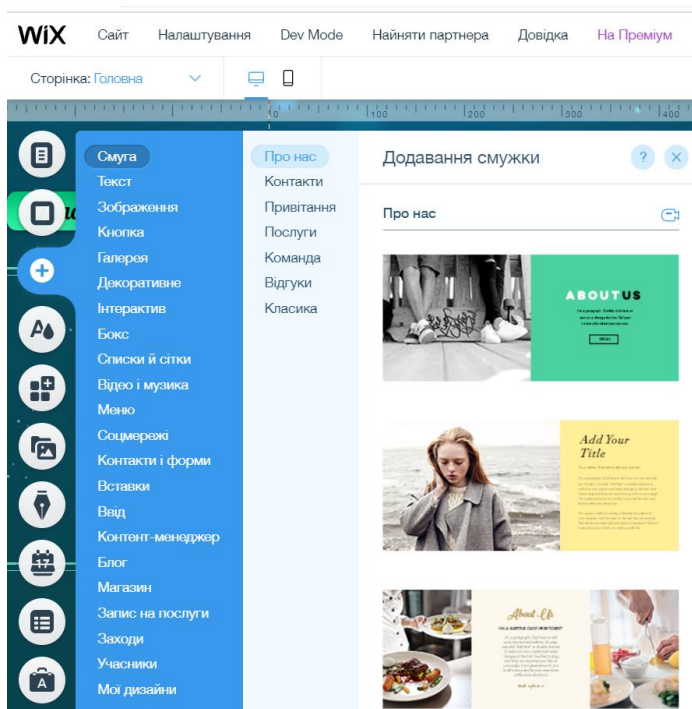 WiX Сайт Налаштування Dev Mode Найняти партнера Довідка На Преміум
Сторінка: Головна
0 100 200 300 400
Смуга
Текст
Зображення
Кнопка
Галерея
Декоративне
Інтерактив
Бокс
Списки й сітки
Відео і музика
Меню
Соцмережі
Контакти і форми
Вставки
Ввід
Контент-менеджер
Блог
Магазин
Запис на послуги
Заходи
Учасники
Мої дизайни
Про нас
Контакти
Привітання
Послуги
Команда
Відгуки
Класика
Додавання смужки ?
Про нас
ABOUTUS
Add Your
Title
About Us
17
A